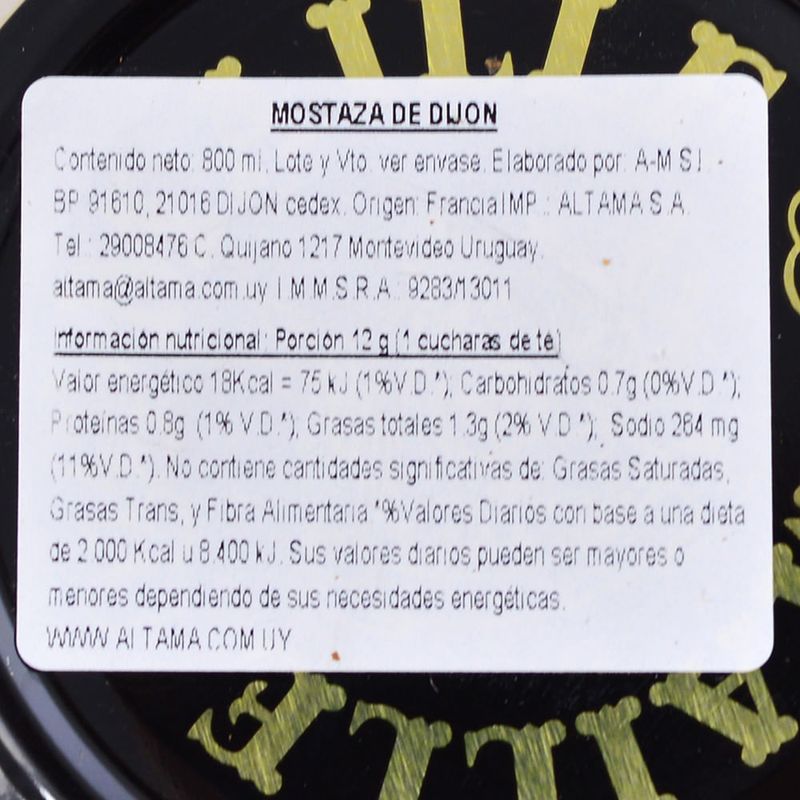 MOSTAZA DE DIJON
Contenido neto: 800 ml. Lote y Vto. ver envase. Elaborado por: A-M S.I. -
BP 91610, 21016 DIJON cedex. Origen: Francia IMP.: ALTAMA S.A.
Tel.: 29008476 C. Quijano 1217 Montevideo Uruguay.
altama@altama.com.uy I.M.M.S.R.A.: 9283/13011
Información nutricional: Porción 12 g (1 cucharas de té)
Valor energético 18Kcal = 75 kJ (1%V.D.*); Carbohidratos 0.7g (0%V.D.*);
Proteínas 0.8g (1% V.D.*); Grasas totales 1.3g (2% V.D.*); Sodio 264 mg
(11%V.D.*). No contiene cantidades significativas de: Grasas Saturadas,
Grasas Trans, y Fibra Alimentaria *%Valores Diarios con base a una dieta
de 2.000 Kcal u 8.400 kJ. Sus valores diarios pueden ser mayores o
menores dependiendo de sus necesidades energéticas.
WWW.ALTAMA.COM.UY